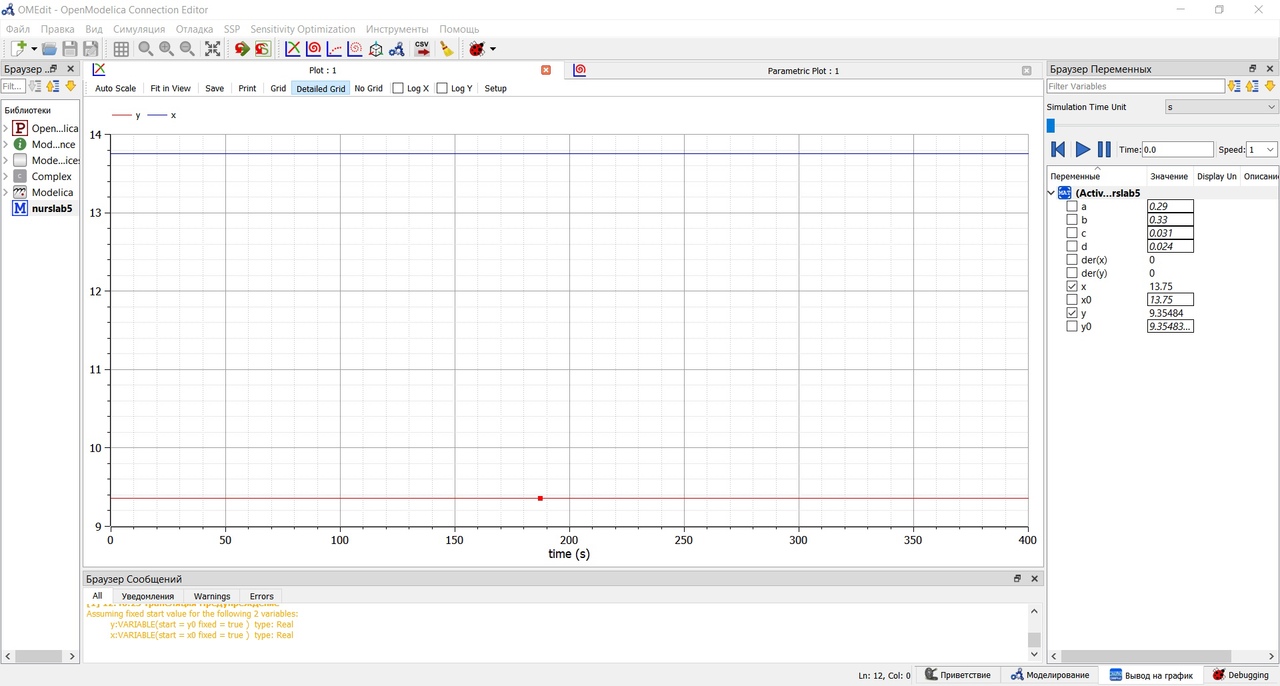 OMEdit - OpenModelica Connection Editor
Файл Правка Вид Симуляция Отладка SSP Sensitivity Optimization Инструменты Помощь
CSV
Браузер ..
Plot : 1
Parametric Plot : 1
Браузер Переменных
Filt...
Auto Scale Fit in View Save Print Grid Detailed Grid No Grid Log X Log Y Setup
Filter Variables
Библиотеки
P Open...lica
i Mod...nce
Mode...ices
C Complex
Modelica
M nurslab5
y x
14
13
12
11
10
9
0 50 100 150 200 250 300 350 400
time (s)
Simulation Time Unit s
Time: 0.0 Speed: 1
Переменные Значение Display Un Описание
(Activ...rslab5
a 0.29
b 0.33
c 0.031
d 0.024
der(x) 0
der(y) 0
x 13.75
x0 13.75
y 9.35484
y0 9.35483...
Браузер Сообщений
All Уведомления Warnings Errors
Assuming fixed start value for the following 2 variables:
y:VARIABLE(start = y0 fixed = true ) type: Real
x:VARIABLE(start = x0 fixed = true ) type: Real
Ln: 12, Col: 0 Приветствие Моделирование Вывод на график Debugging